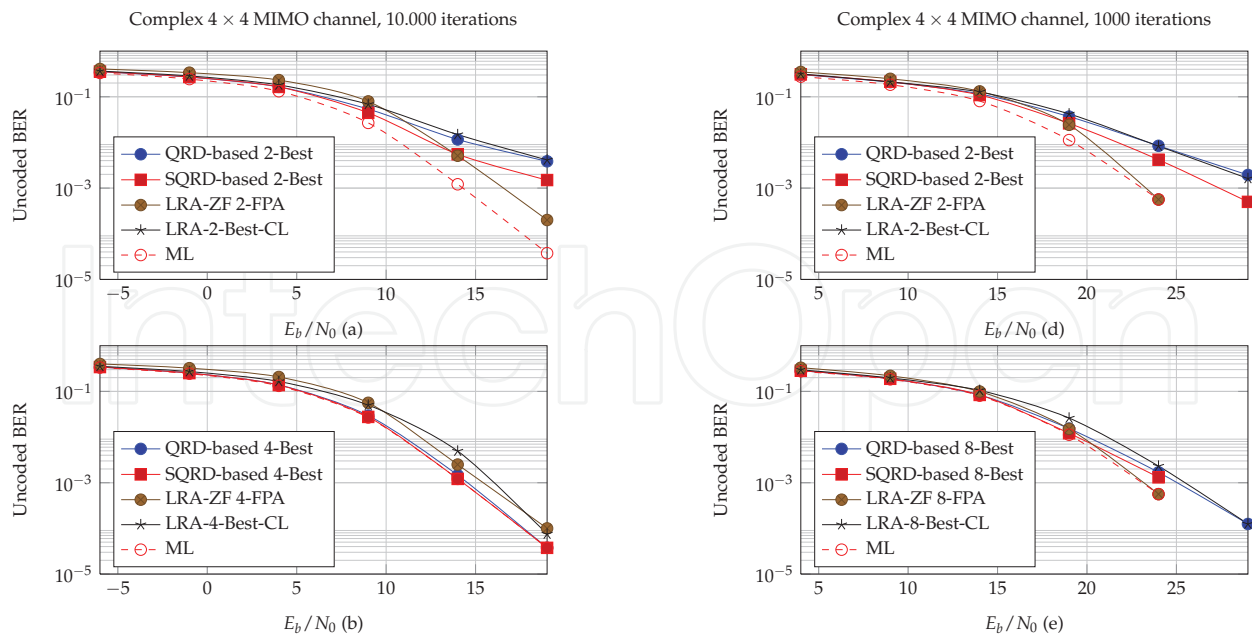 Complex 4 × 4 MIMO channel, 10.000 iterations
Uncoded BER
10⁻¹
10⁻³
10⁻⁵
QRD-based 2-Best
SQRD-based 2-Best
LRA-ZF 2-FPA
LRA-2-Best-CL
ML
−5 0 5 10 15
E_b/N_0 (a)
Complex 4 × 4 MIMO channel, 1000 iterations
Uncoded BER
10⁻¹
10⁻³
10⁻⁵
QRD-based 2-Best
SQRD-based 2-Best
LRA-ZF 2-FPA
LRA-2-Best-CL
ML
5 10 15 20 25
E_b/N_0 (d)
Uncoded BER
10⁻¹
10⁻³
10⁻⁵
QRD-based 4-Best
SQRD-based 4-Best
LRA-ZF 4-FPA
LRA-4-Best-CL
ML
−5 0 5 10 15
E_b/N_0 (b)
Uncoded BER
10⁻¹
10⁻³
10⁻⁵
QRD-based 8-Best
SQRD-based 8-Best
LRA-ZF 8-FPA
LRA-8-Best-CL
ML
5 10 15 20 25
E_b/N_0 (e)
IntechOpen